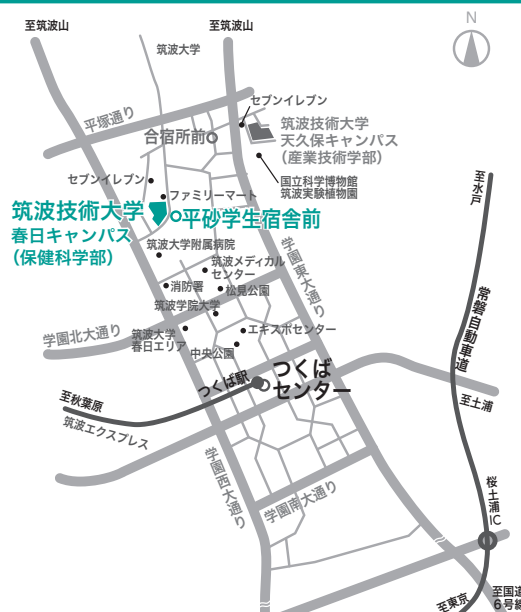 至筑波山
至筑波山
N
筑波大学
セブンイレブン
平塚通り
合宿所前
筑波技術大学
天久保キャンパス
(産業技術学部)
セブンイレブン
国立科学博物館
筑波実験植物園
至水戸
ファミリーマート
筑波技術大学
春日キャンパス
(保健科学部)
平砂学生宿舎前
筑波大学附属病院
筑波メディカル
センター
学園東大通り
消防署
松見公園
筑波学院大学
常磐自動車道
学園北大通り
筑波大学
春日エリア
エキスポセンター
中央公園
つくば駅
つくば
センター
至秋葉原
至土浦
筑波エクスプレス
学園西大通り
学園南大通り
桜土浦IC
至東京
至国道
6号線